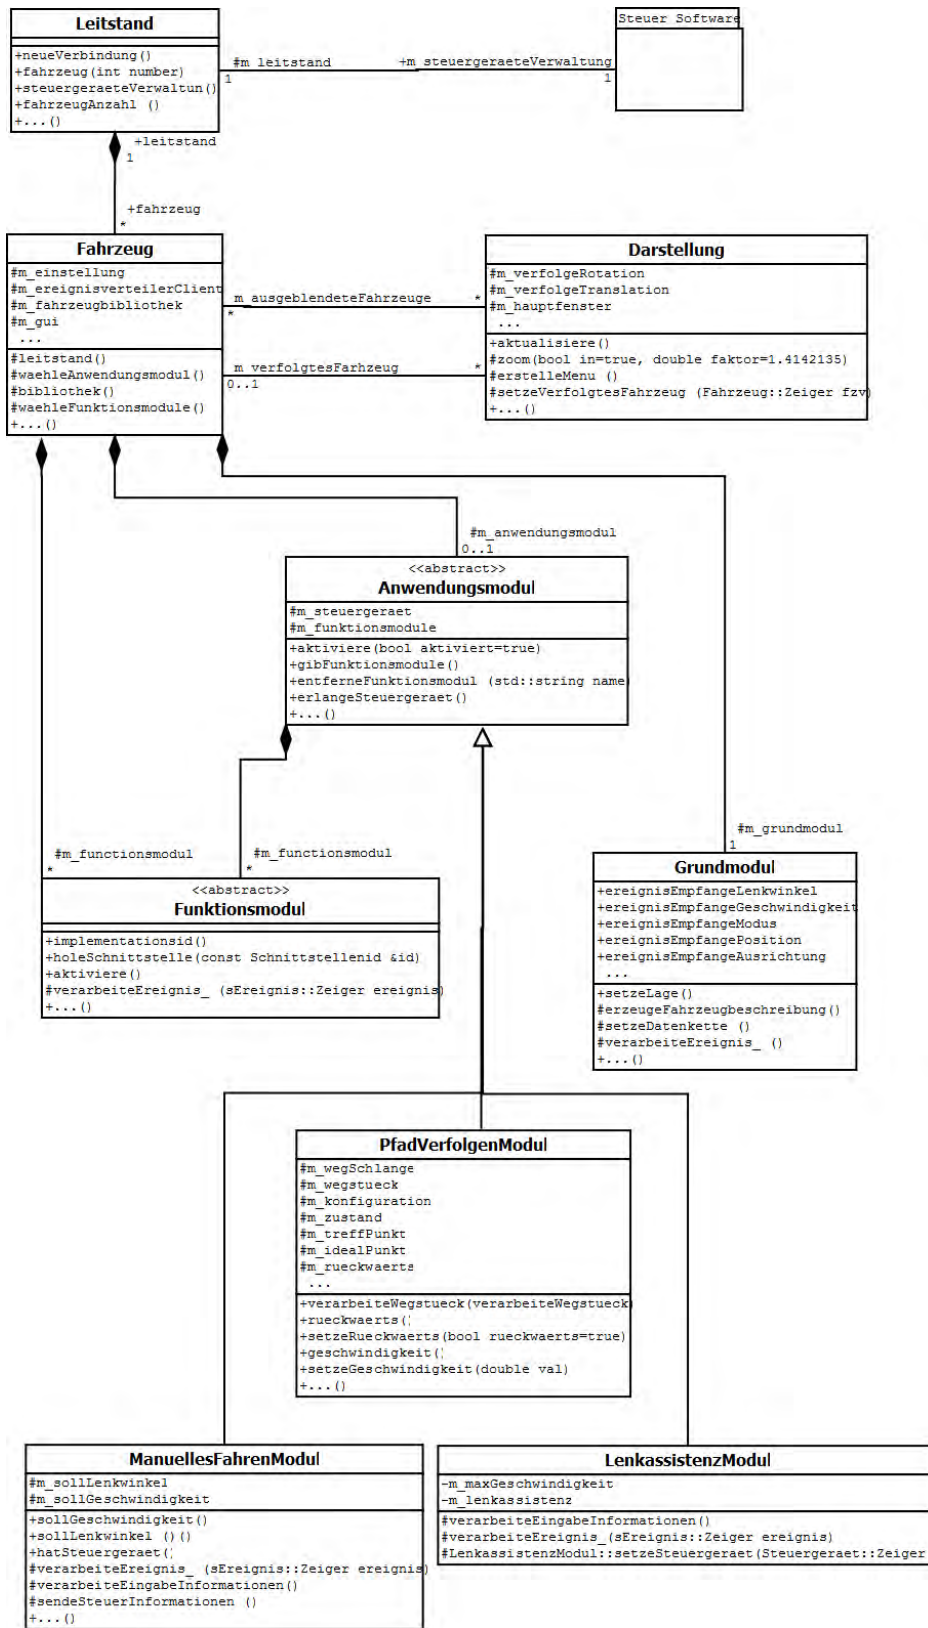 Leitstand
+neueVerbindung()
+fahrzeug(int number)
+steuergeraeteVerwaltun()
+fahrzeugAnzahl ()
+...()
#m_leitstand
1
+m_steuergeraeteVerwaltung
1
Steuer Software
+leitstand
1
+fahrzeug
*
Fahrzeug
#m_einstellung
#m_ereignisverteilerClient
#m_fahrzeugbibliothek
#m_gui
...
#leitstand()
#waehleAnwendungsmodul()
#bibliothek()
#waehleFunktionsmodule()
+...()
m_ausgeblendeteFahrzeuge
*
*
m_verfolgtesFarhzeug
*
0..1
Darstellung
#m_verfolgeRotation
#m_verfolgeTranslation
#m_hauptfenster
...
+aktualisiere()
#zoom(bool in=true, double faktor=1.4142135)
#erstelleMenu ()
#setzeVerfolgtesFahrzeug (Fahrzeug::Zeiger fzv)
+...()
#m_anwendungsmodul
0..1
<<abstract>>
Anwendungsmodul
#m_steuergeraet
#m_funktionsmodule
+aktiviere(bool aktiviert=true)
+gibFunktionsmodule()
+entferneFunktionsmodul (std::string name)
+erlangeSteuergeraet()
+...()
#m_functionsmodul
*
#m_functionsmodul
*
<<abstract>>
Funktionsmodul
+implementationsid()
+holeSchnittstelle(const Schnittstellenid &id)
+aktiviere()
#verarbeiteEreignis_ (sEreignis::Zeiger ereignis)
+...()
#m_grundmodul
1
Grundmodul
+ereignisEmpfangeLenkwinkel
+ereignisEmpfangeGeschwindigkeit
+ereignisEmpfangeModus
+ereignisEmpfangePosition
+ereignisEmpfangeAusrichtung
...
+setzeLage()
#erzeugeFahrzeugbeschreibung()
#setzeDatenkette ()
#verarbeiteEreignis_ ()
+...()
PfadVerfolgenModul
#m_wegSchlange
#m_wegstueck
#m_konfiguration
#m_zustand
#m_treffPunkt
#m_idealPunkt
#m_rueckwaerts
...
+verarbeiteWegstueck(verarbeiteWegstueck)
+rueckwaerts()
+setzeRueckwaerts(bool rueckwaerts=true)
+geschwindigkeit()
+setzeGeschwindigkeit(double val)
+...()
ManuellesFahrenModul
#m_sollLenkwinkel
#m_sollGeschwindigkeit
+sollGeschwindigkeit()
+sollLenkwinkel ()()
+hatSteuergeraet()
#verarbeiteEreignis_ (sEreignis::Zeiger ereignis)
#verarbeiteEingabeInformationen()
#sendeSteuerInformationen ()
+...()
LenkassistenzModul
-m_maxGeschwindigkeit
-m_lenkassistenz
#verarbeiteEingabeInformationen()
#verarbeiteEreignis_(sEreignis::Zeiger ereignis)
#LenkassistenzModul::setzeSteuergeraet(Steuergeraet::Zeiger